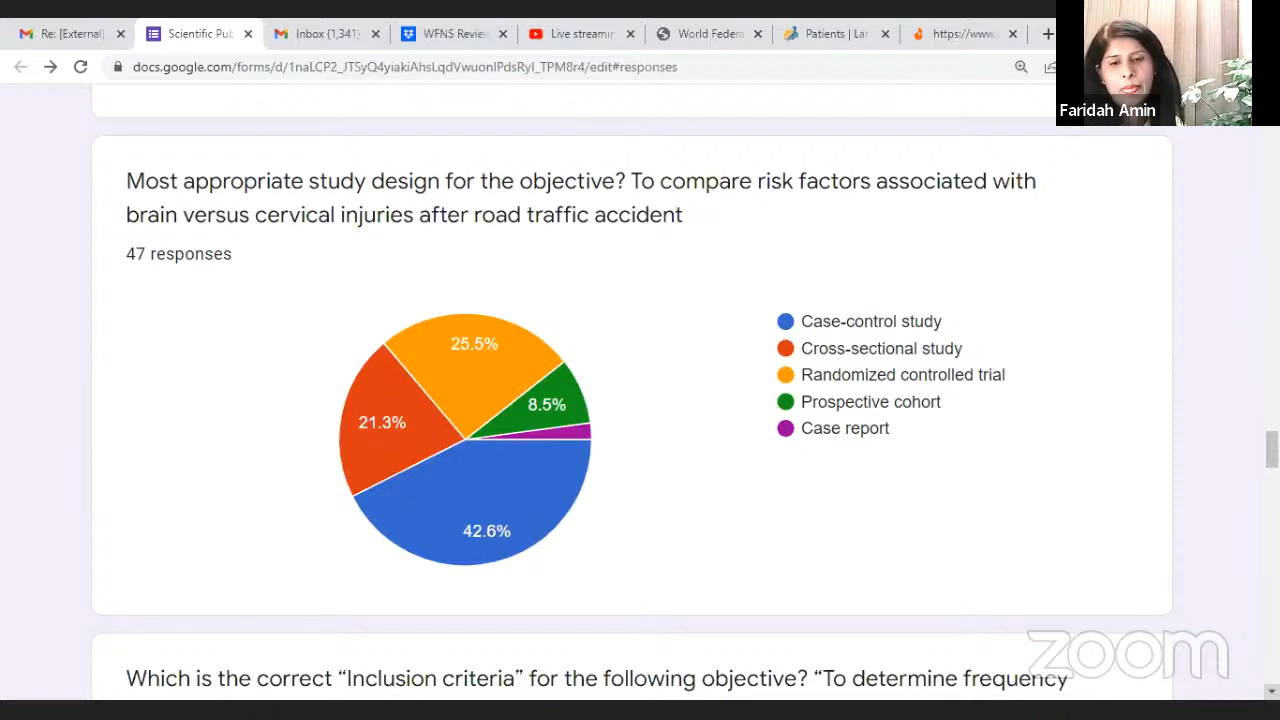 Re: [External]
Scientific Pub
Inbox (1,341)
WFNS Review
Live streamin
World Federa
Patients | Lar
https://www.
docs.google.com/forms/d/1naLCP2_JTSyQ4yiakiHsLqdVwuonIPdsRyI_TPM8r4/edit#responses
Faridah Amin
Most appropriate study design for the objective? To compare risk factors associated with
brain versus cervical injuries after road traffic accident
47 responses
25.5%
8.5%
21.3%
42.6%
Case-control study
Cross-sectional study
Randomized controlled trial
Prospective cohort
Case report
zoom
Which is the correct “Inclusion criteria” for the following objective? “To determine frequency